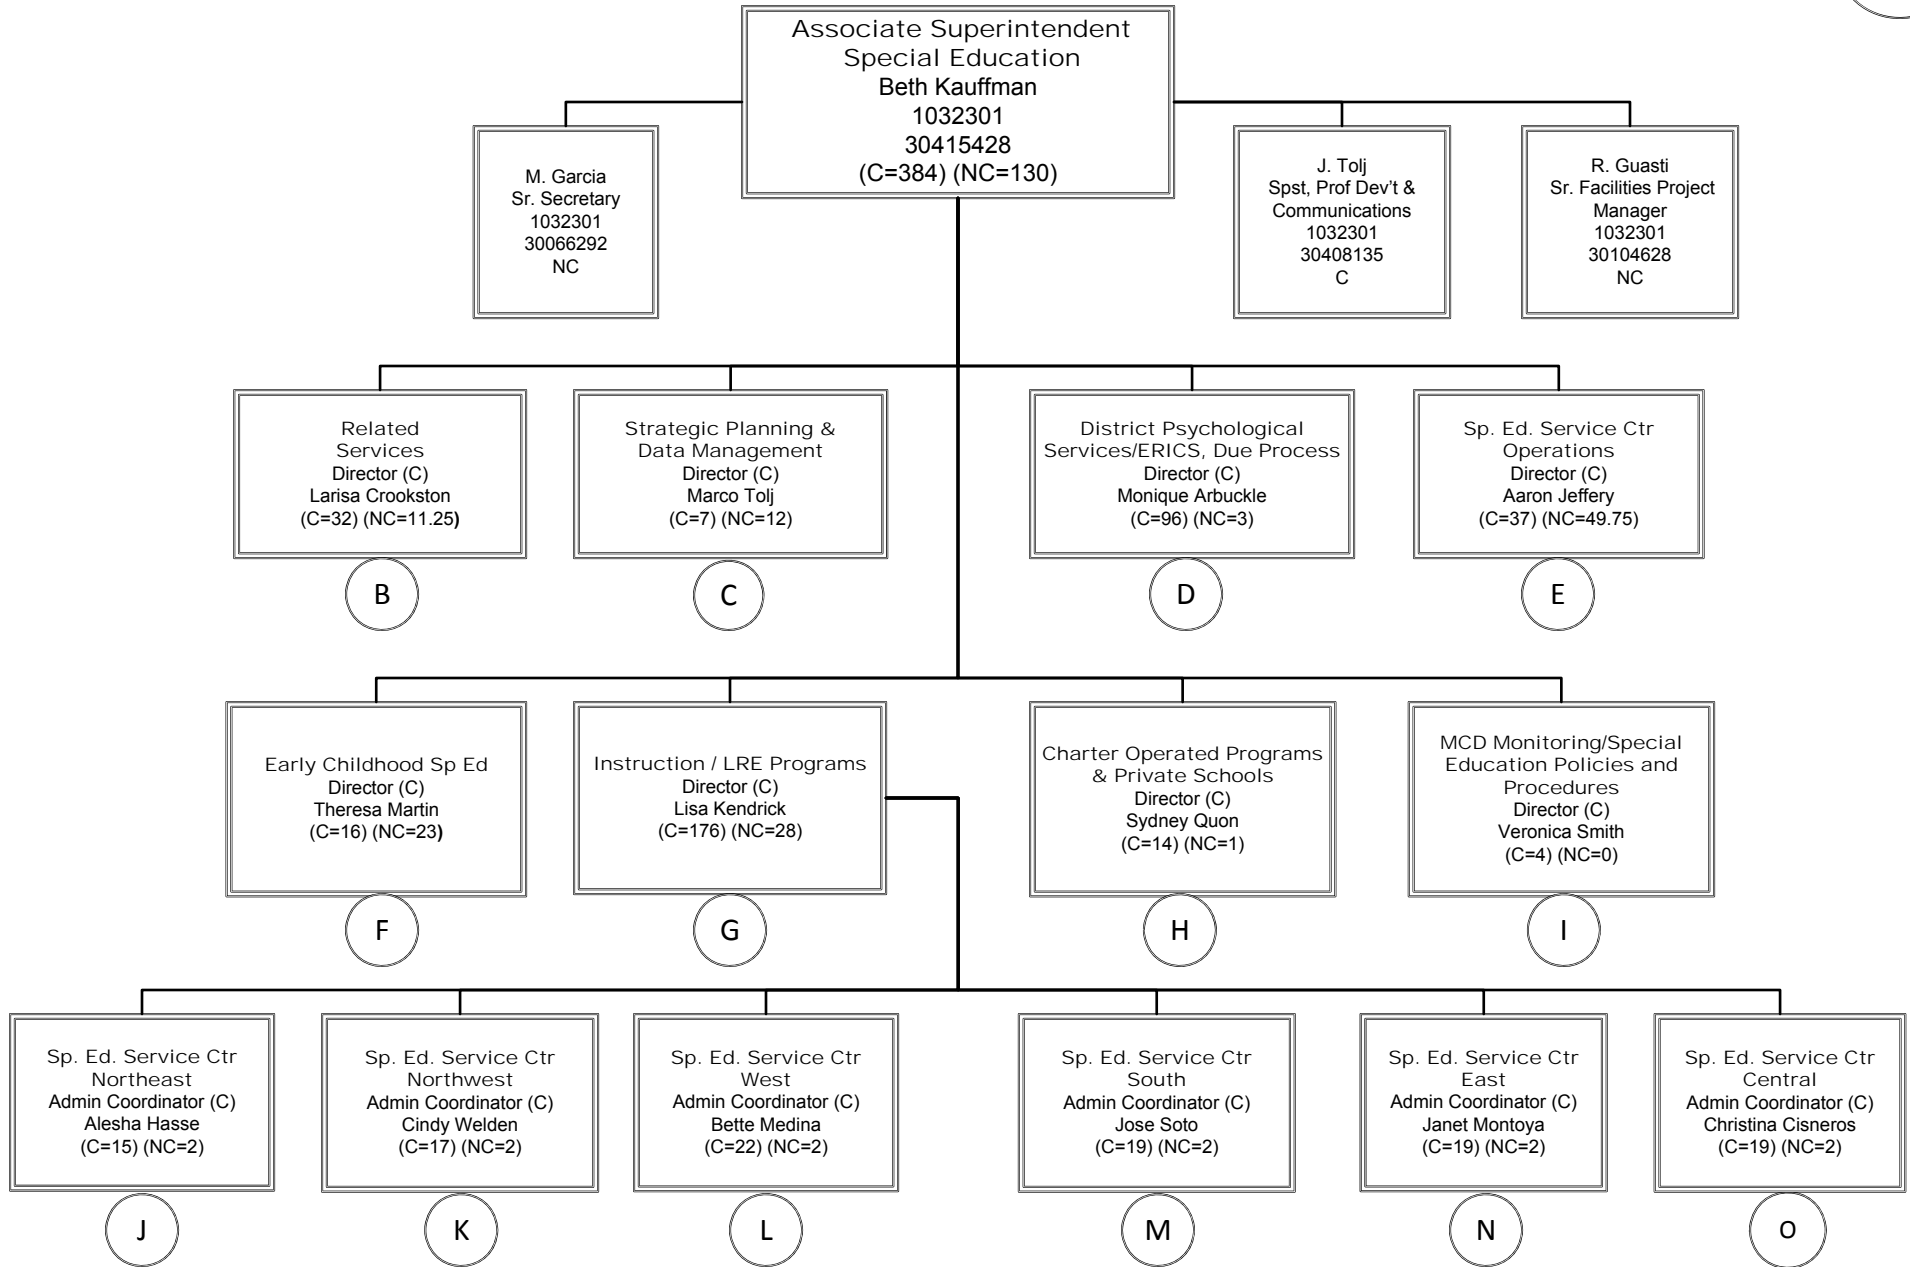 Associate Superintendent
Special Education
Beth Kauffman
1032301
30415428
(C=384) (NC=130)
M. Garcia
Sr. Secretary
1032301
30066292
NC
J. Tolj
Spst, Prof Dev't &
Communications
1032301
30408135
C
R. Guasti
Sr. Facilities Project
Manager
1032301
30104628
NC
Related
Services
Director (C)
Larisa Crookston
(C=32) (NC=11.25)
B
Strategic Planning &
Data Management
Director (C)
Marco Tolj
(C=7) (NC=12)
C
District Psychological
Services/ERICS, Due Process
Director (C)
Monique Arbuckle
(C=96) (NC=3)
D
Sp. Ed. Service Ctr
Operations
Director (C)
Aaron Jeffery
(C=37) (NC=49.75)
E
Early Childhood Sp Ed
Director (C)
Theresa Martin
(C=16) (NC=23)
F
Instruction / LRE Programs
Director (C)
Lisa Kendrick
(C=176) (NC=28)
G
Charter Operated Programs
& Private Schools
Director (C)
Sydney Quon
(C=14) (NC=1)
H
MCD Monitoring/Special
Education Policies and
Procedures
Director (C)
Veronica Smith
(C=4) (NC=0)
I
Sp. Ed. Service Ctr
Northeast
Admin Coordinator (C)
Alesha Hasse
(C=15) (NC=2)
J
Sp. Ed. Service Ctr
Northwest
Admin Coordinator (C)
Cindy Welden
(C=17) (NC=2)
K
Sp. Ed. Service Ctr
West
Admin Coordinator (C)
Bette Medina
(C=22) (NC=2)
L
Sp. Ed. Service Ctr
South
Admin Coordinator (C)
Jose Soto
(C=19) (NC=2)
M
Sp. Ed. Service Ctr
East
Admin Coordinator (C)
Janet Montoya
(C=19) (NC=2)
N
Sp. Ed. Service Ctr
Central
Admin Coordinator (C)
Christina Cisneros
(C=19) (NC=2)
O